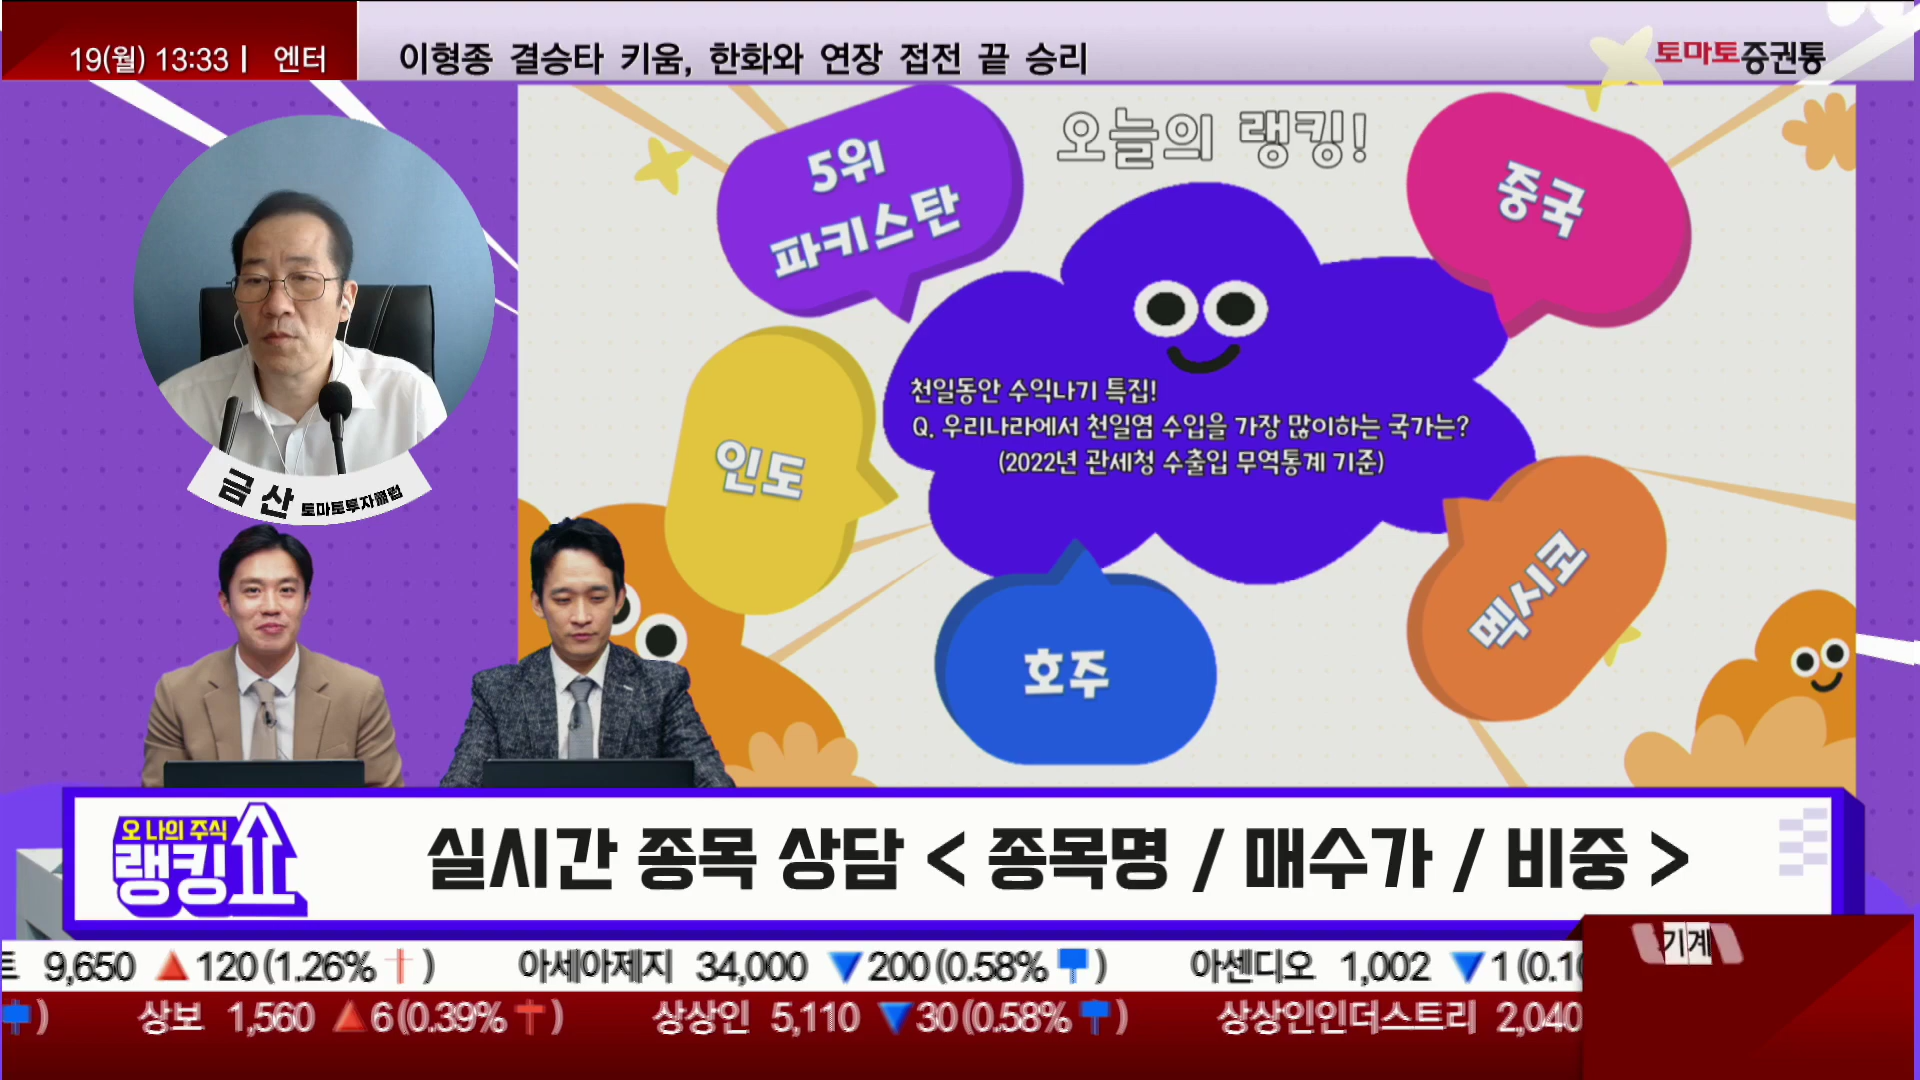 19(월) 13:33 | 엔터
이형종 결승타 키움, 한화와 연장 접전 끝 승리
토마토증권통
오늘의 랭킹!
5위
파키스탄
중국
인도
천일동안 수익나기 특집!
Q. 우리나라에서 천일염 수입을 가장 많이하는 국가는?
(2022년 관세청 수출입 무역통계 기준)
멕시코
호주
금산 토마토투자클럽
오 나의 주식
랭킹쇼
실시간 종목 상담 < 종목명 / 매수가 / 비중 >
트 9,650 ▲120(1.26%↑) 아세아제지 34,000 ▼200(0.58%) 아센디오 1,002 ▼1(0.10
) 상보 1,560 ▲6(0.39%↑) 상상인 5,110 ▼30(0.58%) 상상인인더스트리 2,040
기계